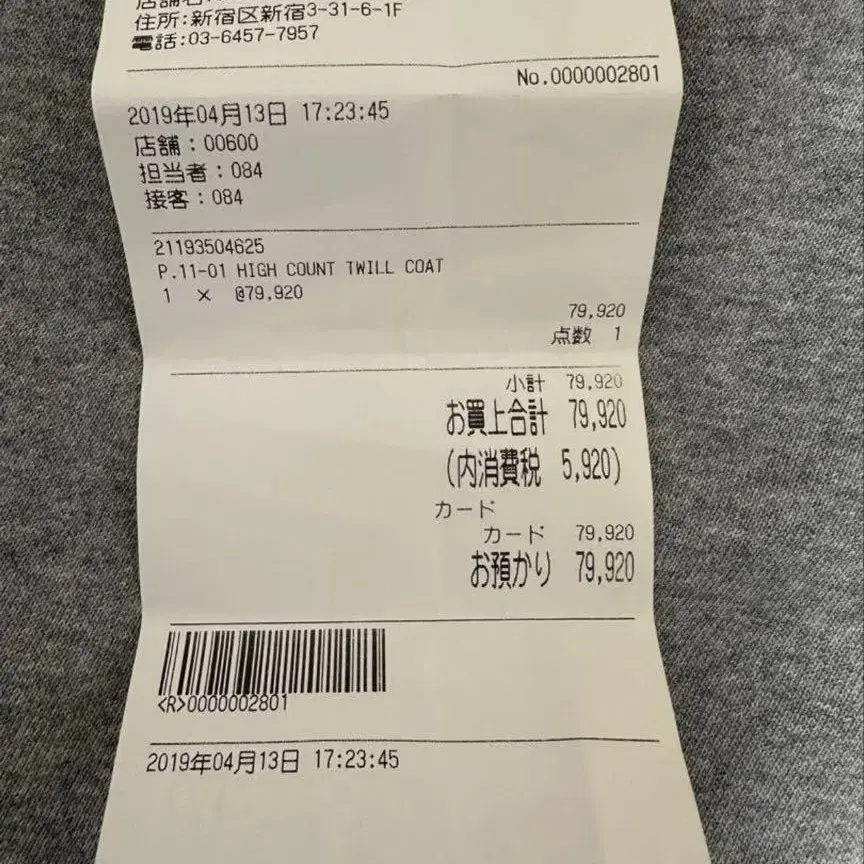 住所:新宿区新宿3-31-6-1F
電話:03-6457-7957
No.0000002801
2019年04月13日 17:23:45
店舗:00600
担当者:084
接客:084
21193504625
P.11-01 HIGH COUNT TWILL COAT
1 × @79,920
79,920
点数 1
小計 79,920
お買上合計 79,920
(内消費税 5,920)
カード
カード 79,920
お預かり 79,920
<R>0000002801
2019年04月13日 17:23:45